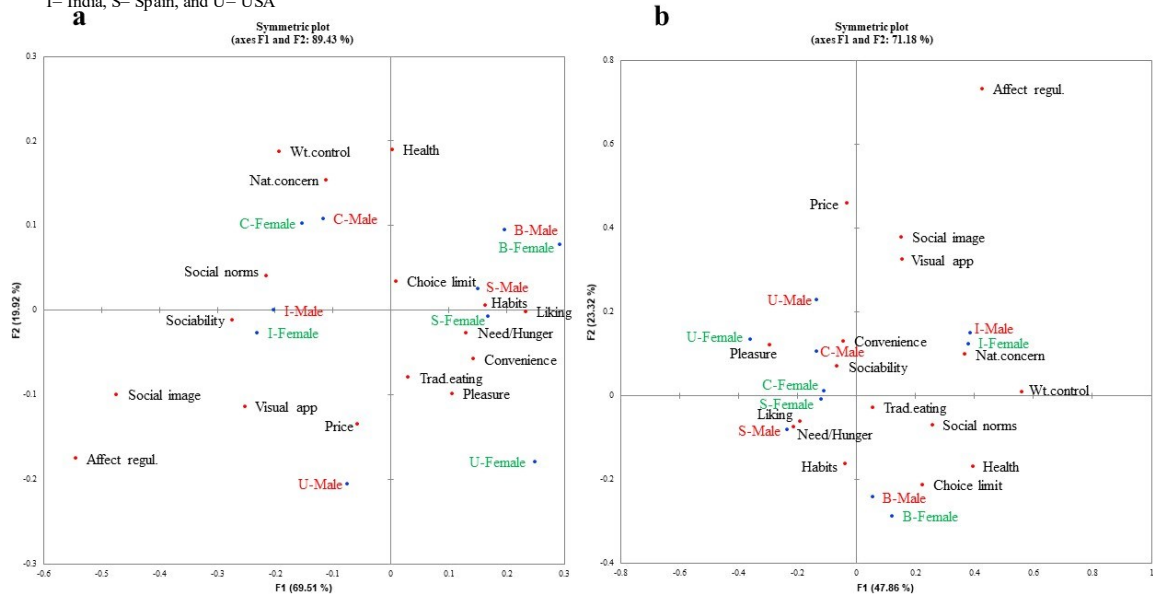 I= India, S= Spain, and U= USA
a
Symmetric plot
(axes F1 and F2: 89.43 %)
0.3
0.2
0.1
0
-0.1
-0.2
-0.3
F2 (19.92 %)
Wt.control
Health
Nat.concern
C-Female
C-Male
B-Male
B-Female
Social norms
Choice limit
S-Male
Habits
I-Male
Liking
Sociability
S-Female
I-Female
Need/Hunger
Convenience
Trad.eating
Social image
Pleasure
Visual app
Price
Affect regul.
U-Female
U-Male
-0.6 -0.5 -0.4 -0.3 -0.2 -0.1 0 0.1 0.2 0.3
F1 (69.51 %)
b
Symmetric plot
(axes F1 and F2: 71.18 %)
0.8
0.6
0.4
0.2
0
-0.2
-0.4
F2 (23.32 %)
Affect regul.
Price
Social image
Visual app
U-Male
I-Male
U-Female
Convenience
I-Female
Pleasure
C-Male
Nat.concern
Sociability
C-Female
Wt.control
S-Female
Trad.eating
Liking
Social norms
S-Male
Need/Hunger
Habits
Health
Choice limit
B-Male
B-Female
-0.8 -0.6 -0.4 -0.2 0 0.2 0.4 0.6 0.8 1
F1 (47.86 %)